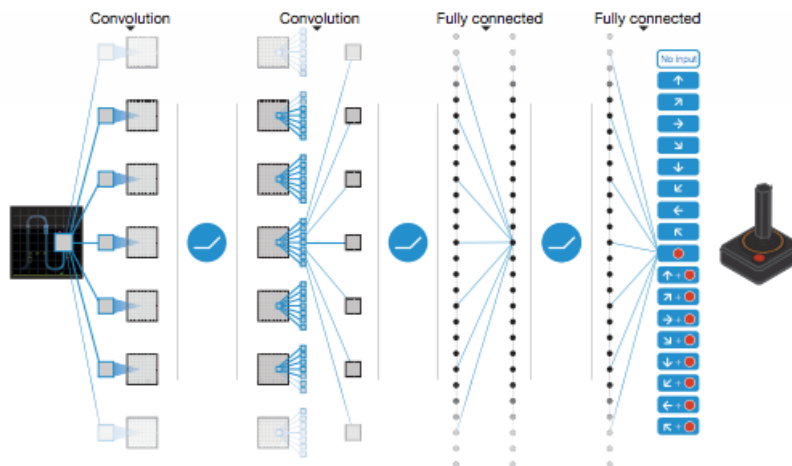 Convolution
Convolution
Fully connected
Fully connected
No input
+
+
+
+
+
+
+
+